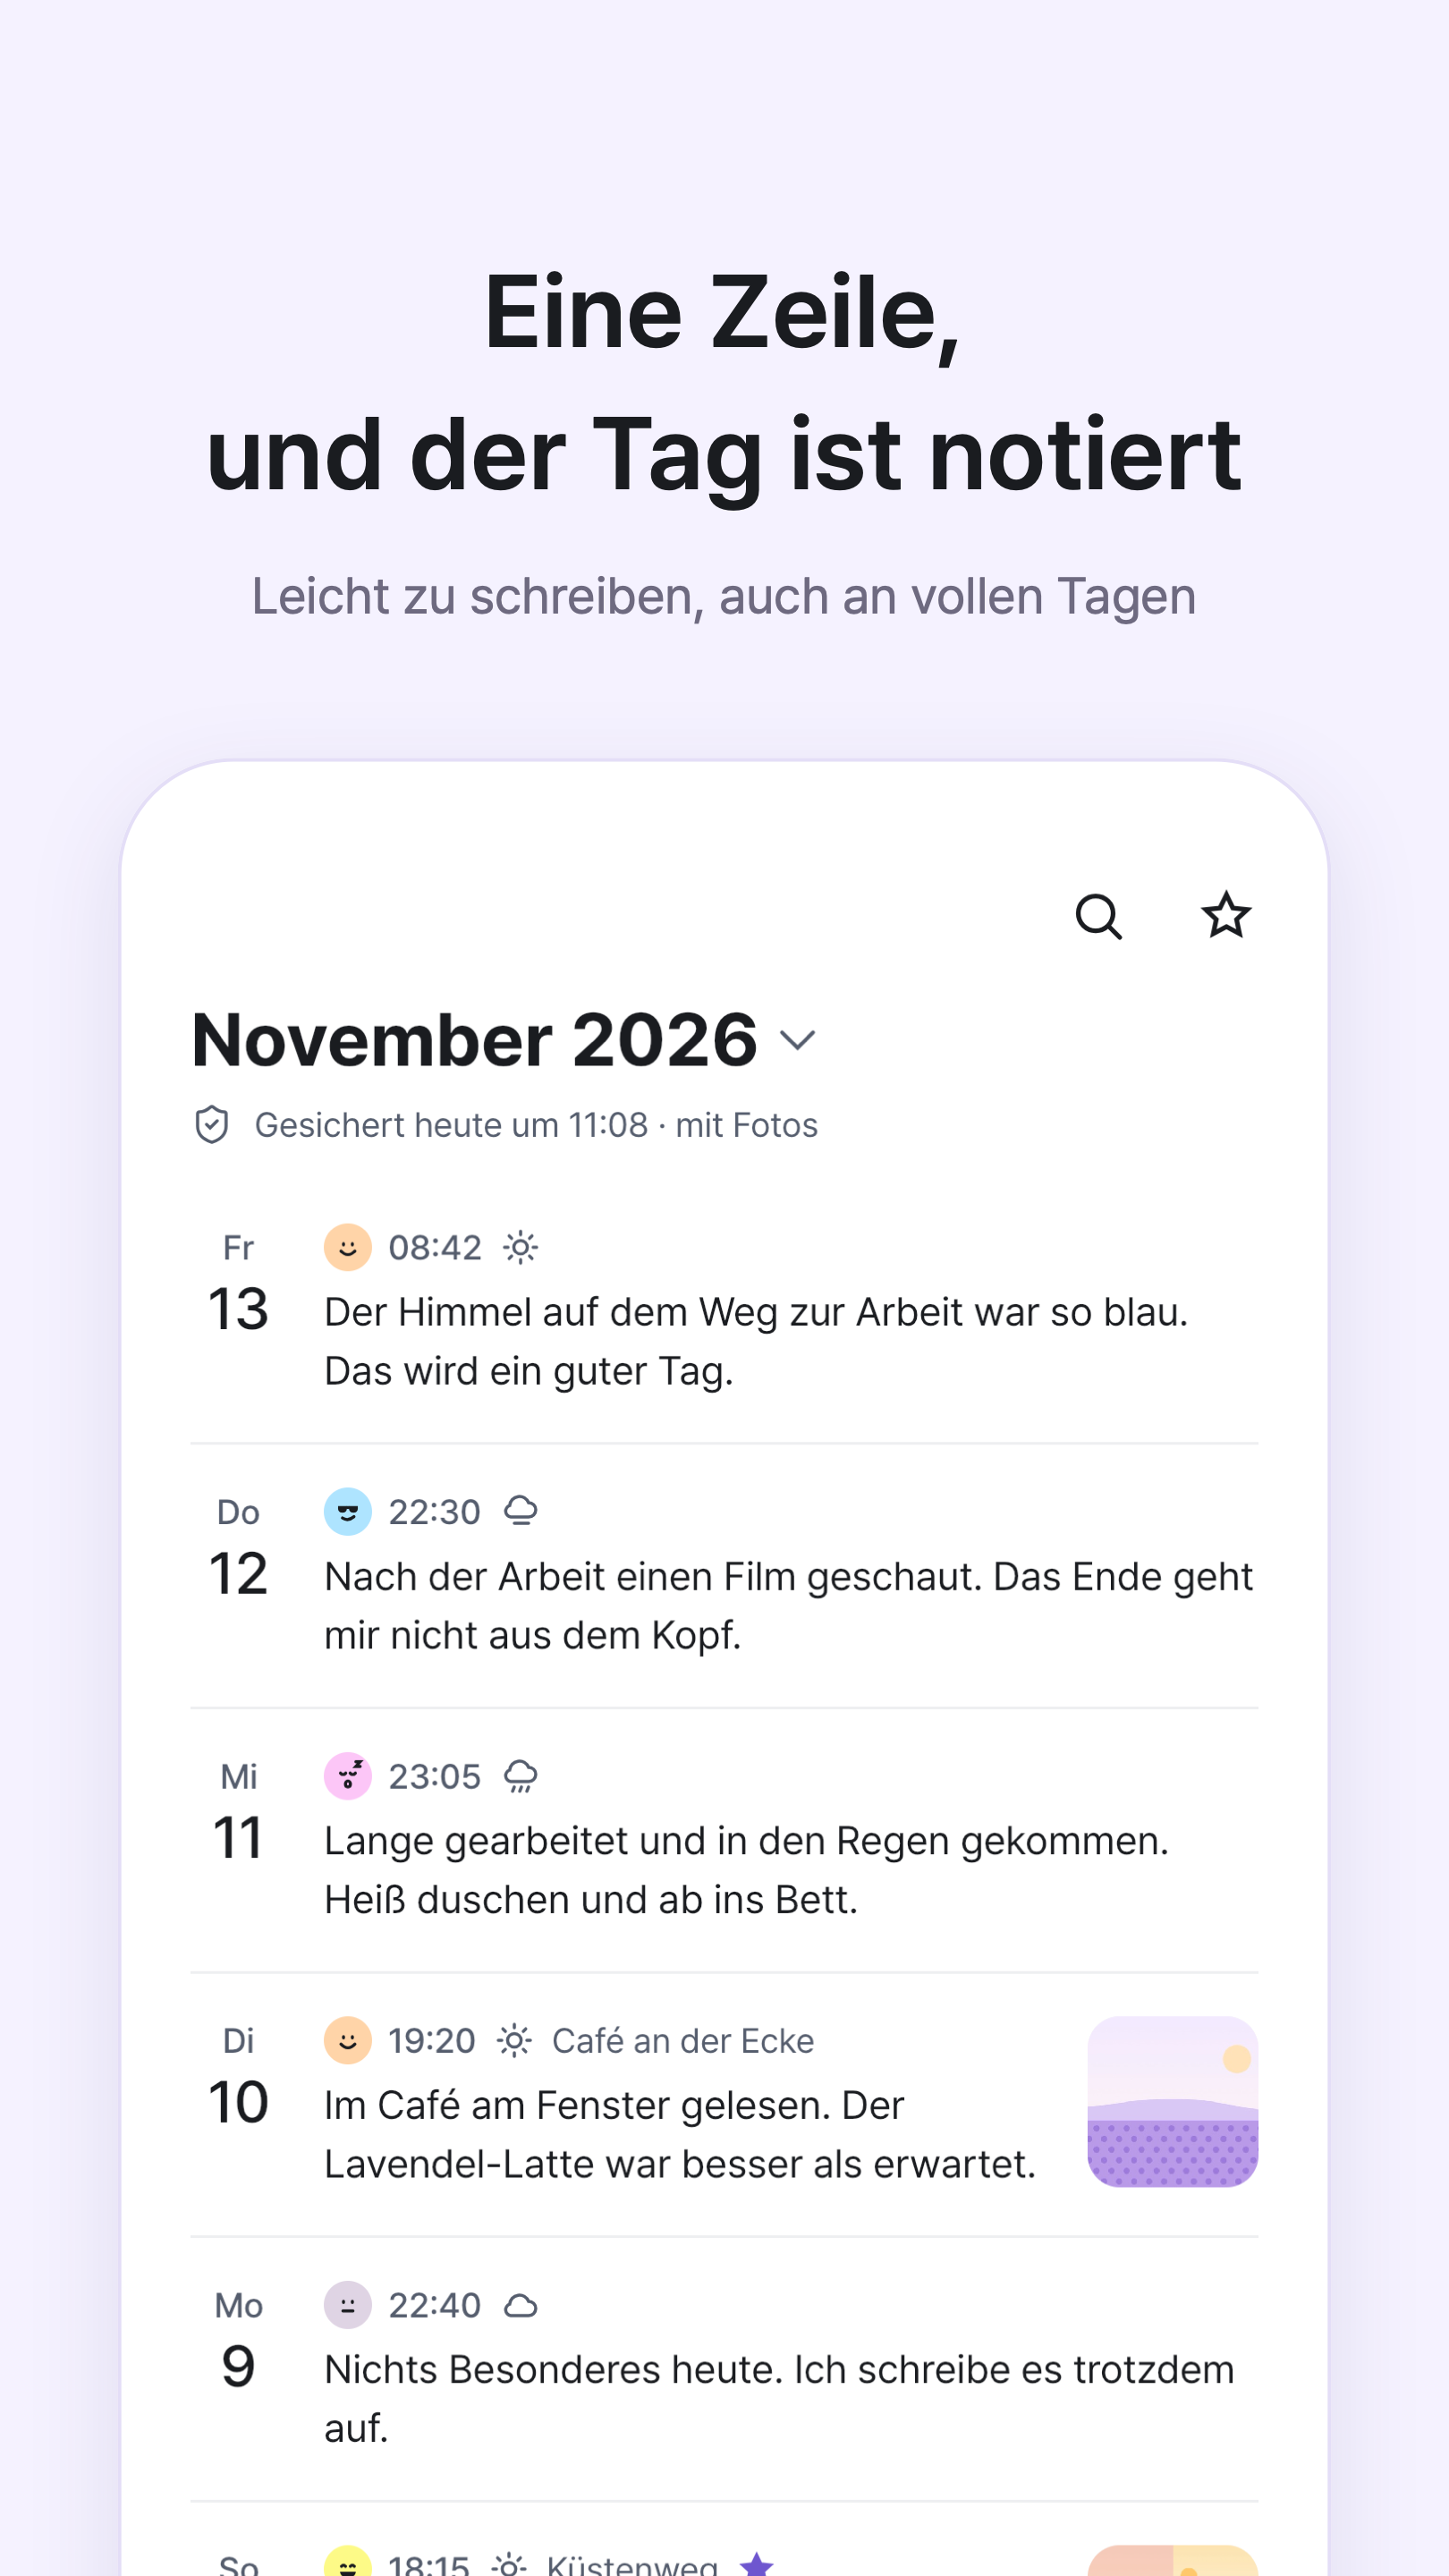 Eine Zeile,
und der Tag ist notiert
Leicht zu schreiben, auch an vollen Tagen
November 2026
Gesichert heute um 11:08 · mit Fotos
Fr
13
08:42
Der Himmel auf dem Weg zur Arbeit war so blau.
Das wird ein guter Tag.
Do
12
22:30
Nach der Arbeit einen Film geschaut. Das Ende geht
mir nicht aus dem Kopf.
Mi
11
23:05
Lange gearbeitet und in den Regen gekommen.
Heiß duschen und ab ins Bett.
Di
10
19:20 Café an der Ecke
Im Café am Fenster gelesen. Der
Lavendel-Latte war besser als erwartet.
Mo
9
22:40
Nichts Besonderes heute. Ich schreibe es trotzdem
auf.
So
18:15 Küstenweg